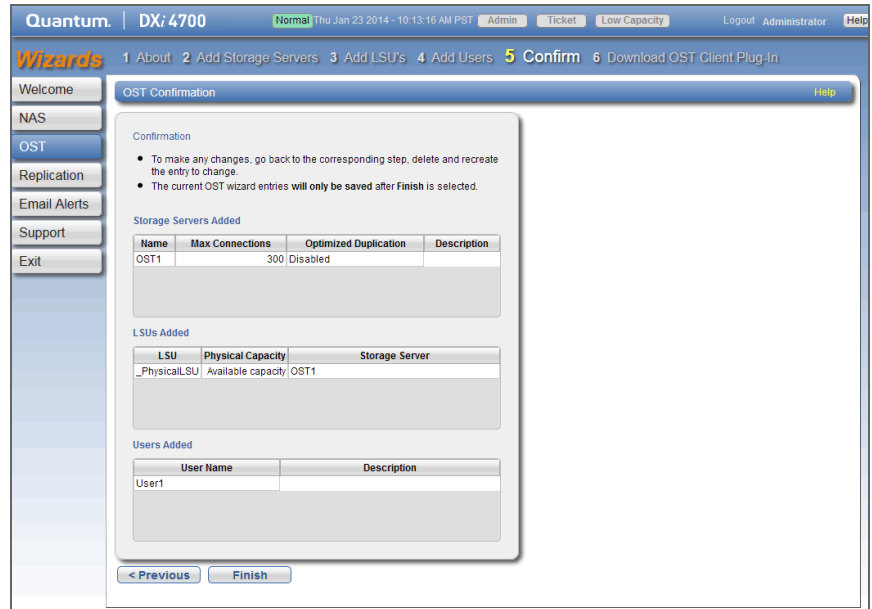 Quantum. DXi 4700 Normal Thu Jan 23 2014 - 10:13:16 AM PST Admin Ticket Low Capacity Logout Administrator Help
Wizards 1 About 2 Add Storage Servers 3 Add LSU's 4 Add Users 5 Confirm 6 Download OST Client Plug-In
Welcome
NAS
OST
Replication
Email Alerts
Support
Exit
OST Confirmation Help
Confirmation
• To make any changes, go back to the corresponding step, delete and recreate
the entry to change.
• The current OST wizard entries will only be saved after Finish is selected.
Storage Servers Added
Name Max Connections Optimized Duplication Description
OST1 300 Disabled
LSUs Added
LSU Physical Capacity Storage Server
_PhysicalLSU Available capacity OST1
Users Added
User Name Description
User1
< Previous Finish